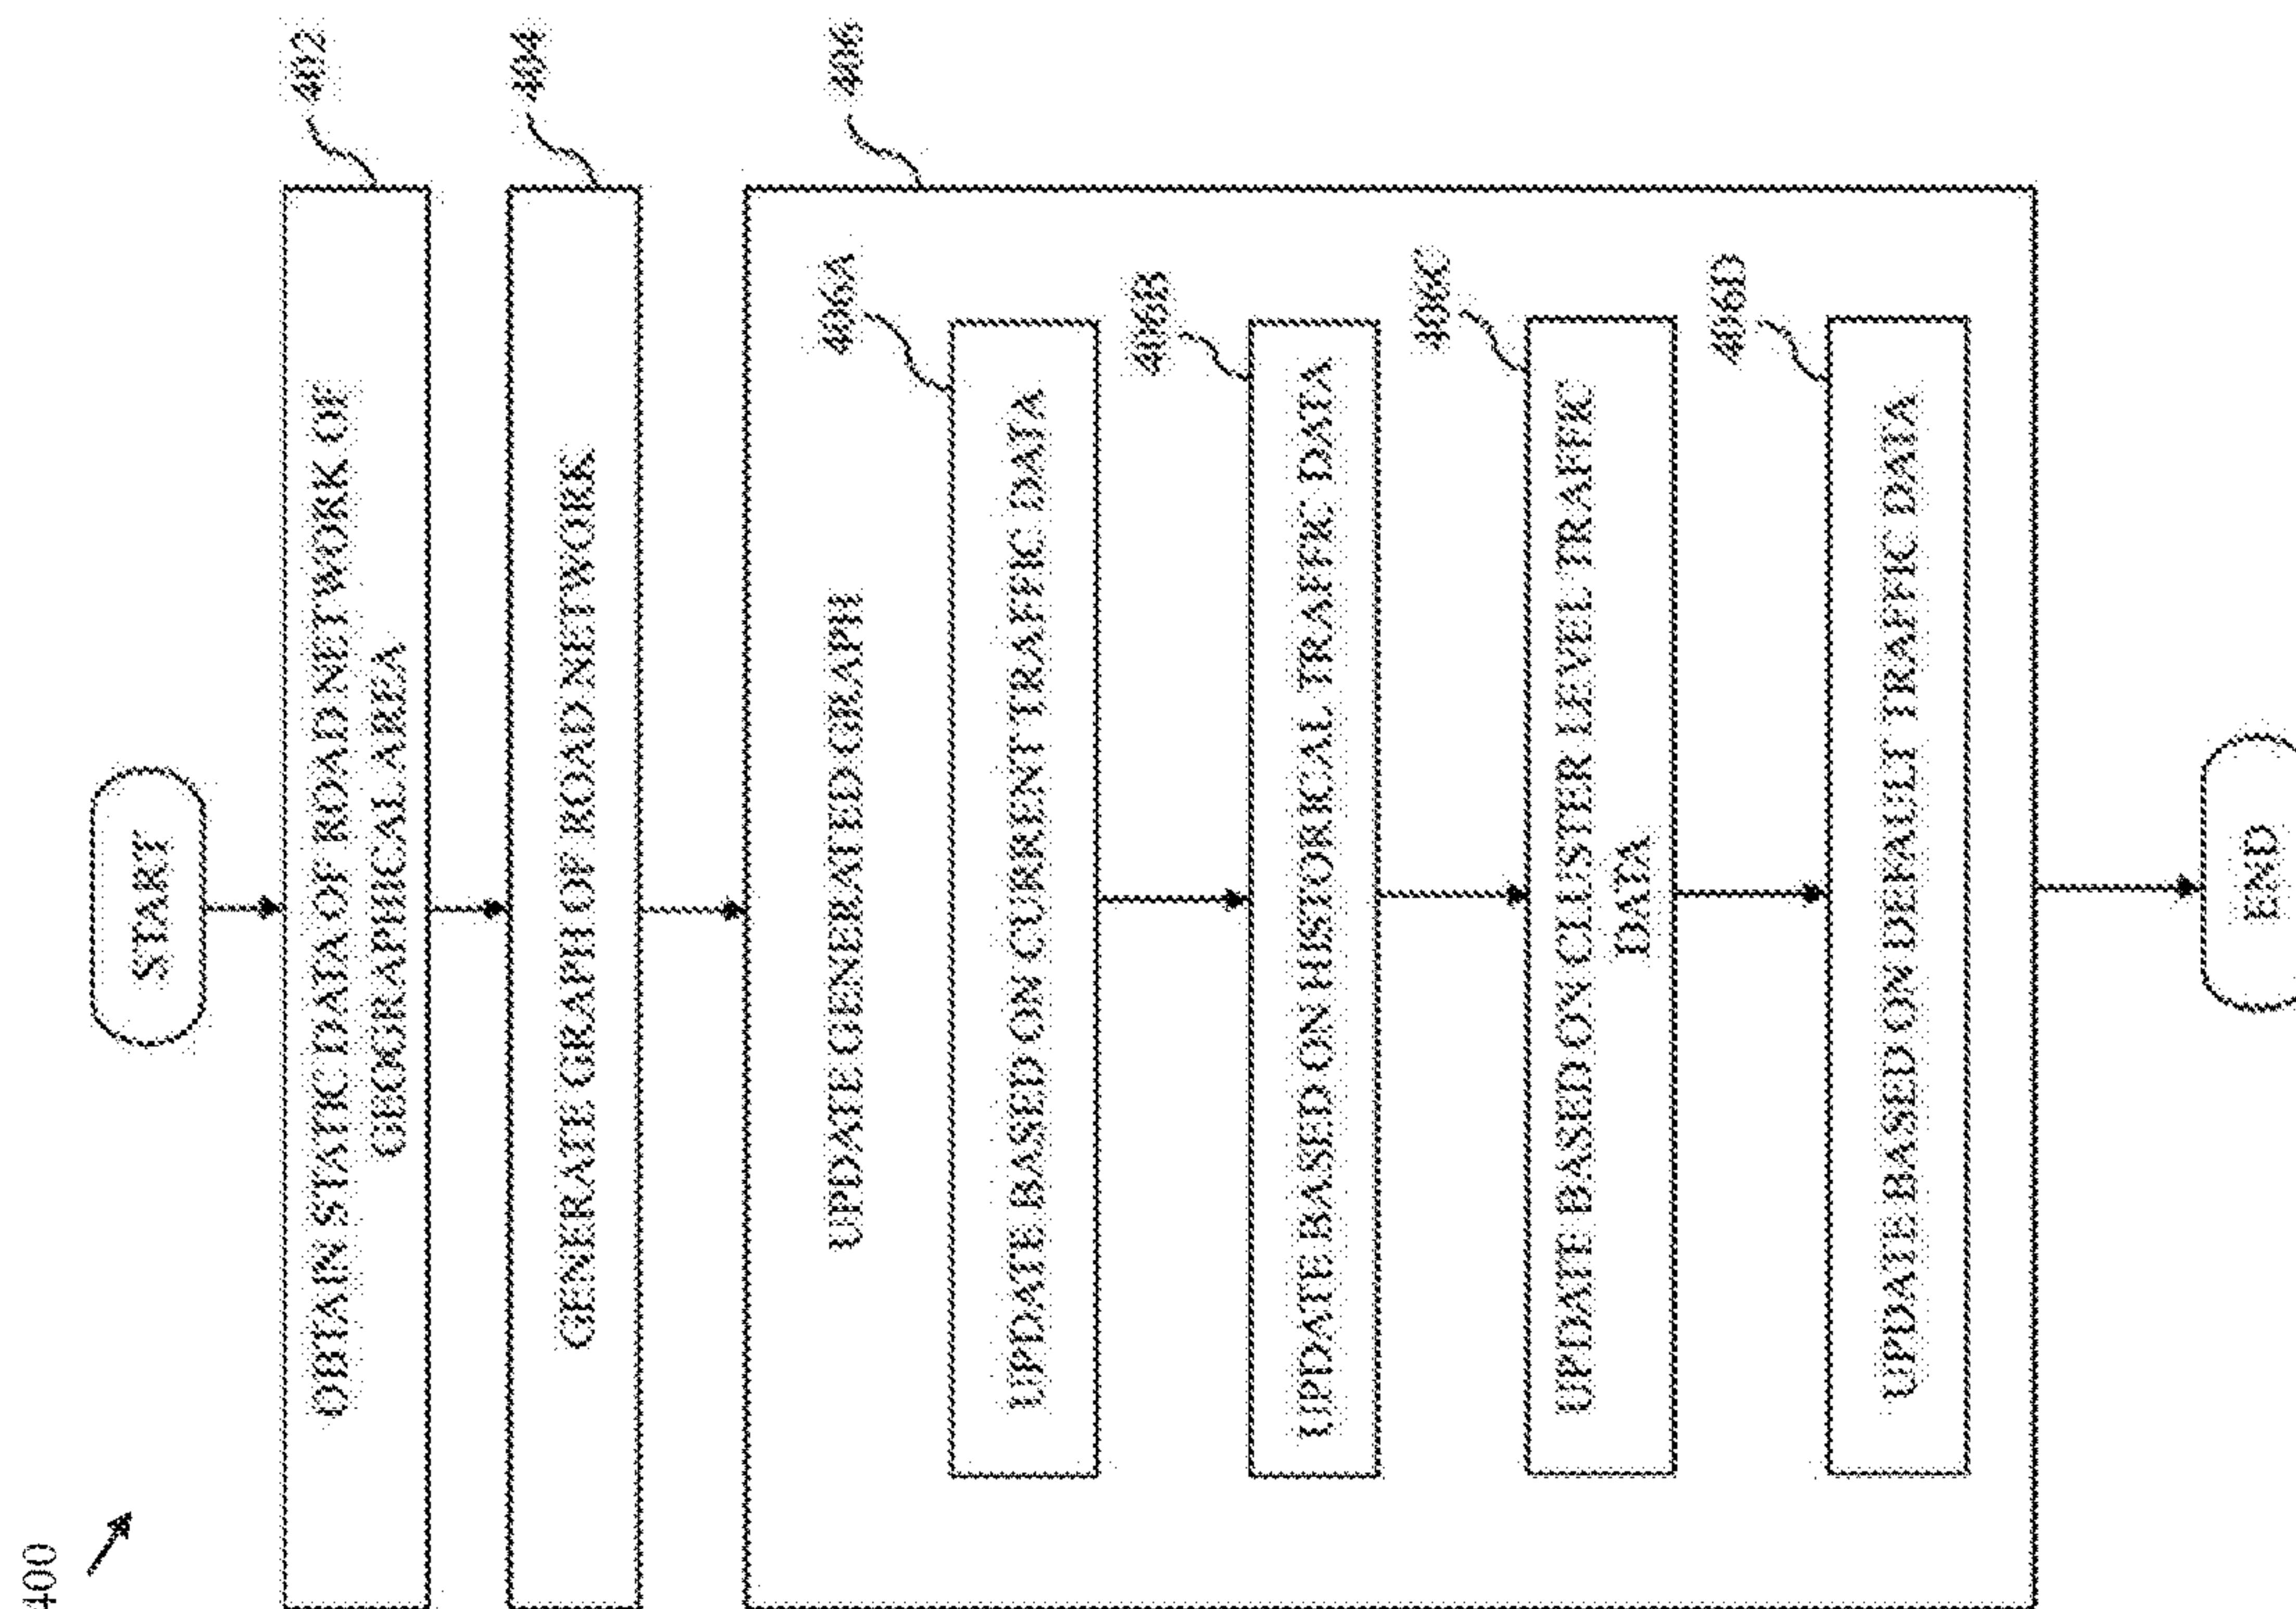 400
START
402
OBTAIN STATIC DATA OF ROAD NETWORK OF
GEOGRAPHICAL AREA
404
GENERATE GRAPH OF ROAD NETWORK
406
UPDATE GENERATED GRAPH
406A
UPDATE BASED ON CURRENT TRAFFIC DATA
406B
UPDATE BASED ON HISTORICAL TRAFFIC DATA
406C
UPDATE BASED ON CLUSTER LEVEL TRAFFIC
DATA
406D
UPDATE BASED ON DEFAULT TRAFFIC DATA
END